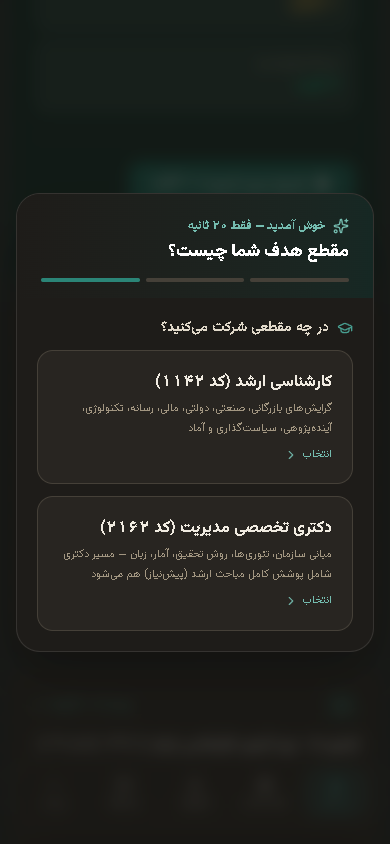 خوش آمدید — فقط ۲۰ ثانیه
مقطع هدف شما چیست؟
در چه مقطعی شرکت می‌کنید؟
کارشناسی ارشد (کد ۱۱۴۲)
گرایش‌های بازرگانی، صنعتی، دولتی، مالی، رسانه، تکنولوژی،
آینده‌پژوهی، سیاست‌گذاری و آماد
انتخاب
دکتری تخصصی مدیریت (کد ۲۱۶۲)
مبانی سازمان، تئوری‌ها، روش تحقیق، آمار، زبان — مسیر دکتری
شامل پوشش کامل مباحث ارشد (پیش‌نیاز) هم می‌شود
انتخاب